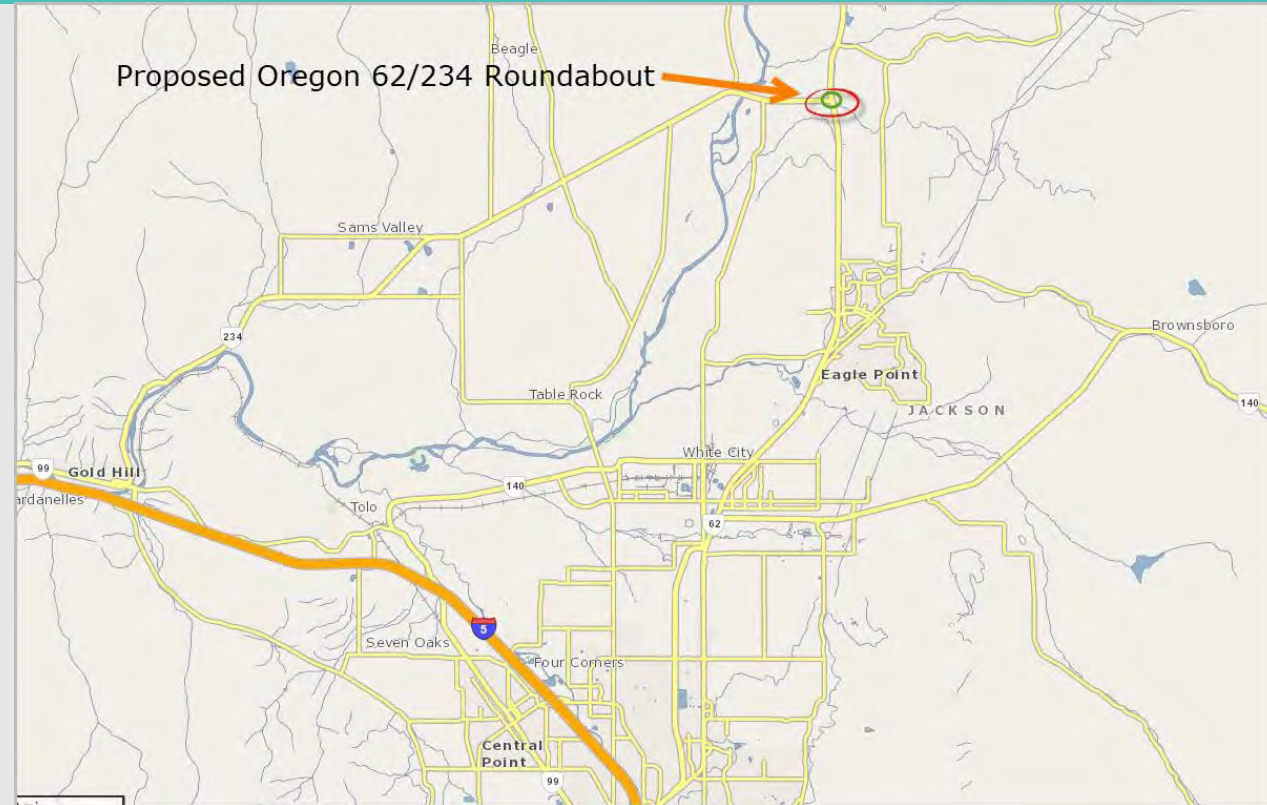 Beagle
Proposed Oregon 62/234 Roundabout
Sams Valley
234
Brownsboro
Eagle Point
Table Rock
140
JACKSON
White City
99
Gold Hill
ardanelles
140
Tolo
62
5
Seven Oaks
Four Corners
Central
Point
99